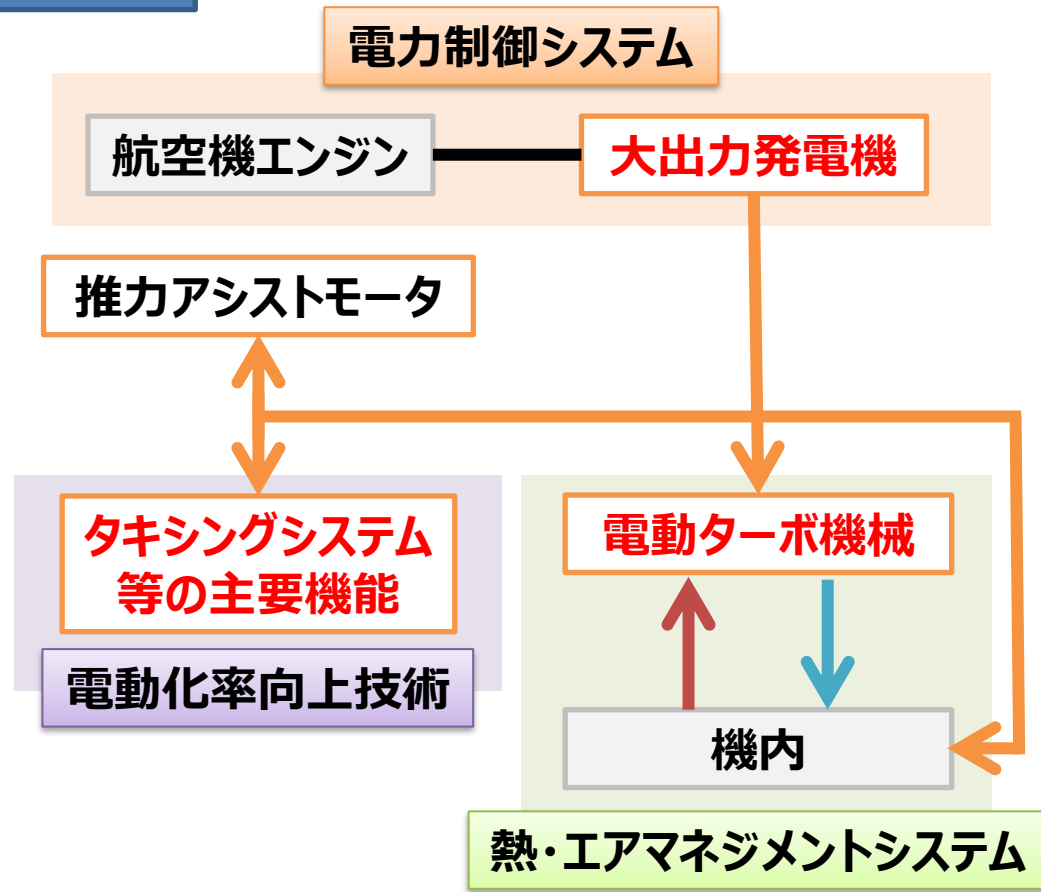 電力制御システム
航空機エンジン
大出力発電機
推力アシストモータ
タキシングシステム
等の主要機能
電動ターボ機械
電動化率向上技術
機内
熱・エアマネジメントシステム